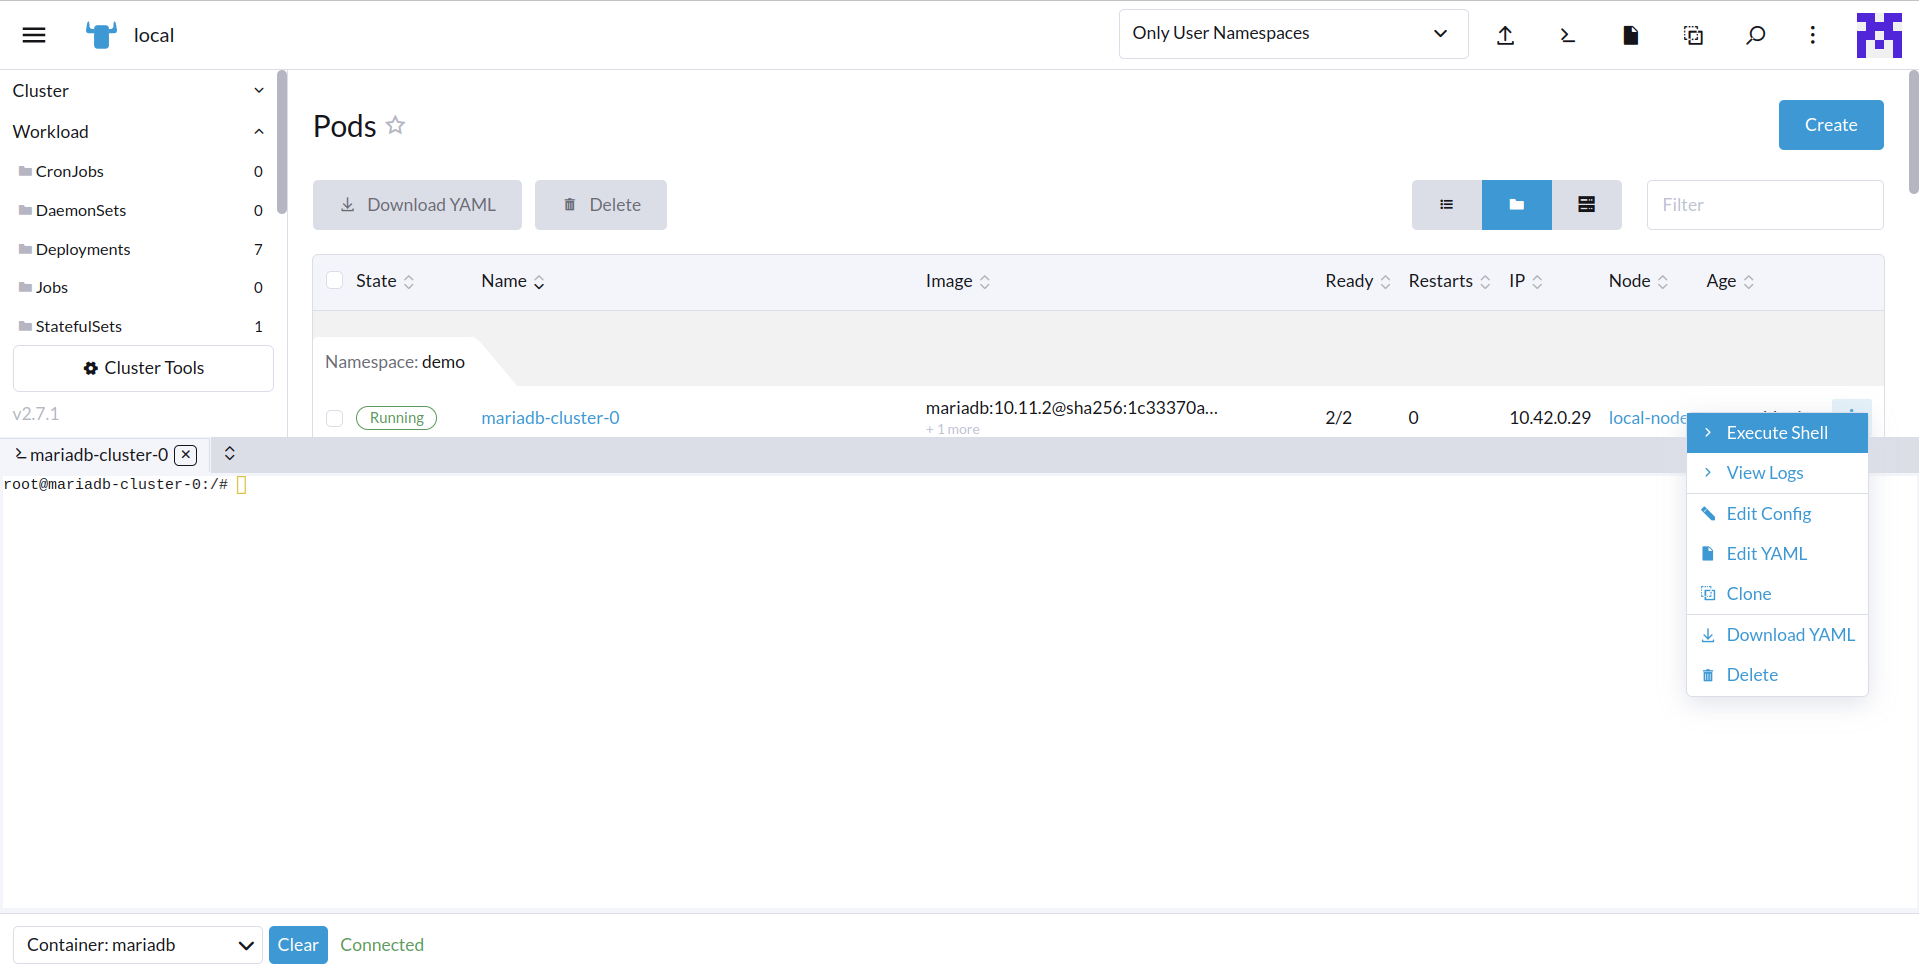 local
Only User Namespaces
Cluster
Workload
CronJobs 0
DaemonSets 0
Deployments 7
Jobs 0
StatefulSets 1
Cluster Tools
v2.7.1
Pods
Create
Download YAML
Delete
Filter
State Name Image Ready Restarts IP Node Age
Namespace: demo
Running mariadb-cluster-0 mariadb:10.11.2@sha256:1c33370a... 2/2 0 10.42.0.29 local-node
+ 1 more
mariadb-cluster-0
root@mariadb-cluster-0:/#
Execute Shell
View Logs
Edit Config
Edit YAML
Clone
Download YAML
Delete
Container: mariadb
Clear
Connected